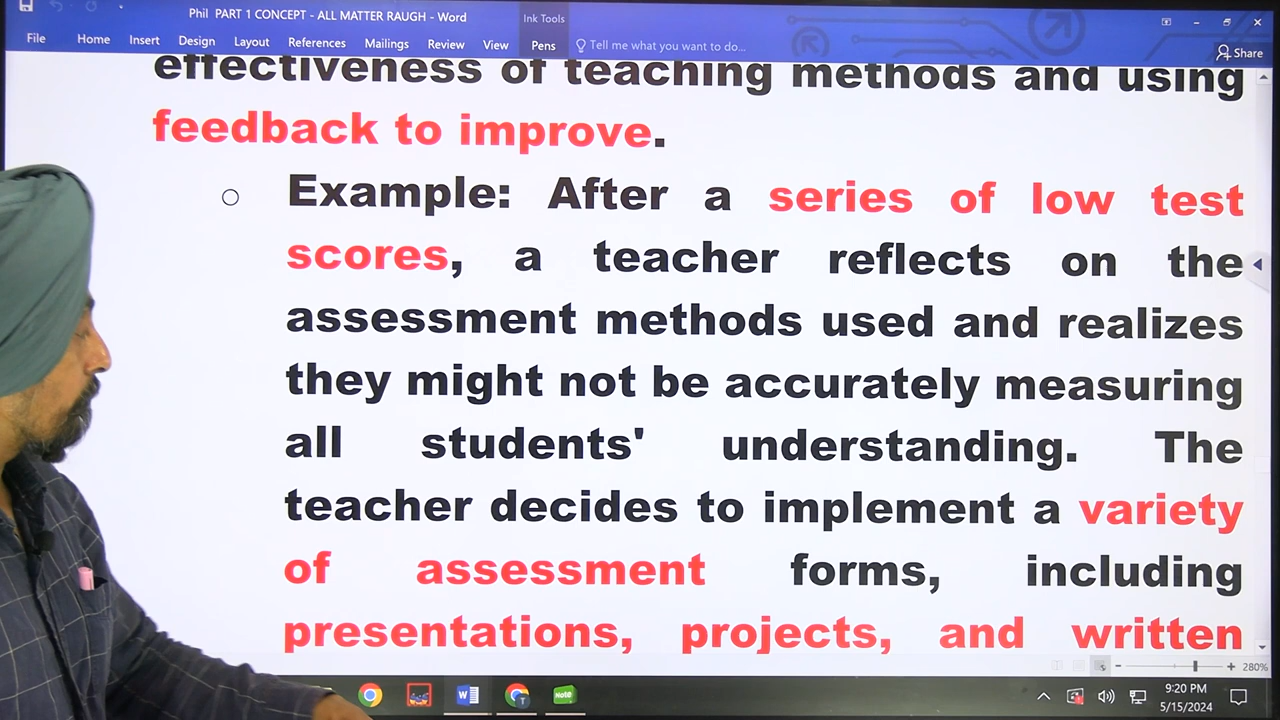 Phil PART 1 CONCEPT - ALL MATTER RAUGH - Word
Ink Tools
File Home Insert Design Layout References Mailings Review View Pens Tell me what you want to do... Share
effectiveness of teaching methods and using
feedback to improve.
○ Example: After a series of low test
scores, a teacher reflects on the
assessment methods used and realizes
they might not be accurately measuring
all students' understanding. The
teacher decides to implement a variety
of assessment forms, including
presentations, projects, and written
280%
Note
9:20 PM
5/15/2024